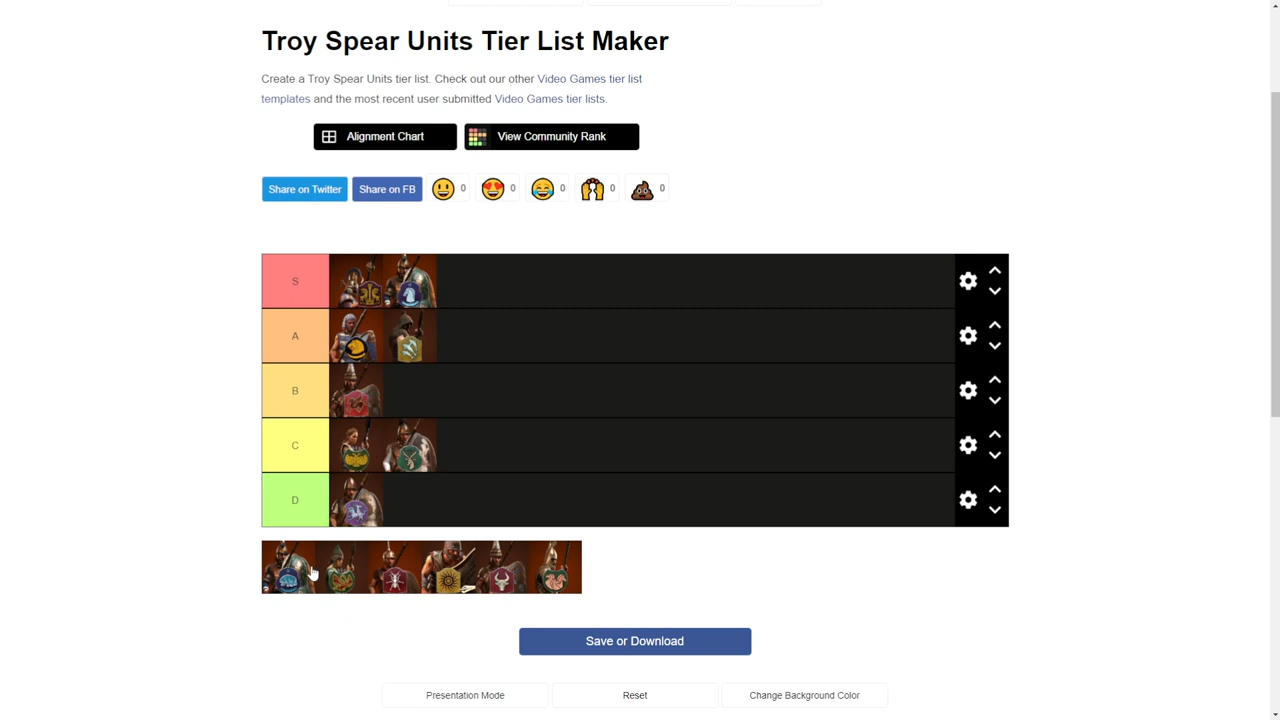 Troy Spear Units Tier List Maker
Create a Troy Spear Units tier list. Check out our other Video Games tier list
templates and the most recent user submitted Video Games tier lists.
Alignment Chart
View Community Rank
Share on Twitter
Share on FB
0
0
0
0
0
S
A
B
C
D
Save or Download
Presentation Mode
Reset
Change Background Color